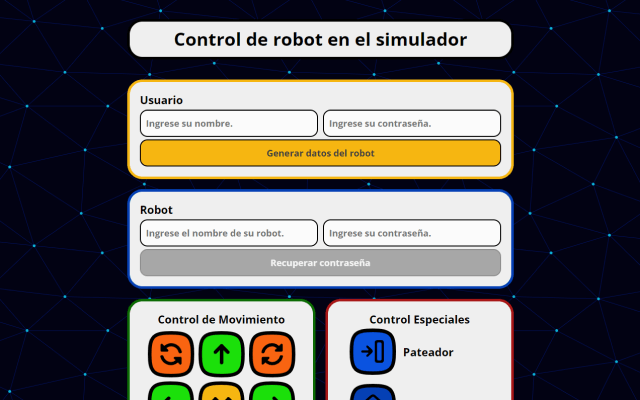 Control de robot en el simulador
Usuario
Ingrese su nombre.
Ingrese su contraseña.
Generar datos del robot
Robot
Ingrese el nombre de su robot.
Ingrese su contraseña.
Recuperar contraseña
Control de Movimiento
Control Especiales
Pateador